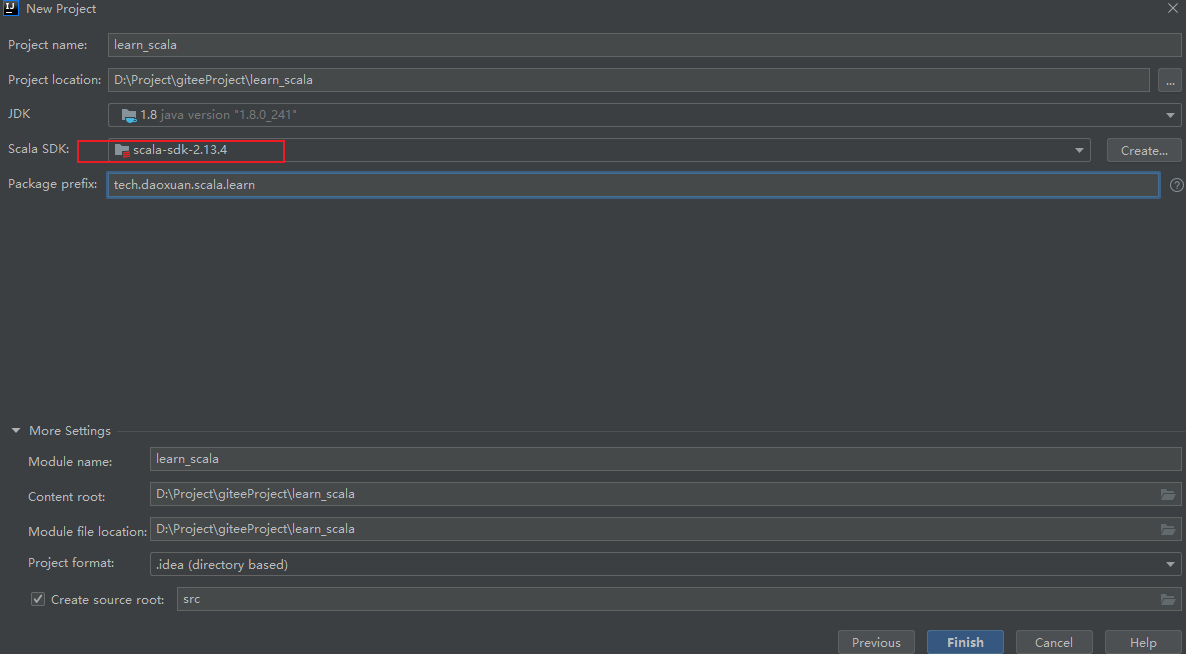 New Project
Project name: learn_scala
Project location: D:\Project\giteeProject\learn_scala ...
JDK 1.8 java version "1.8.0_241"
Scala SDK: scala-sdk-2.13.4 Create...
Package prefix: tech.daoxuan.scala.learn ?
More Settings
Module name: learn_scala
Content root: D:\Project\giteeProject\learn_scala
Module file location: D:\Project\giteeProject\learn_scala
Project format: .idea (directory based)
Create source root: src
Previous Finish Cancel Help